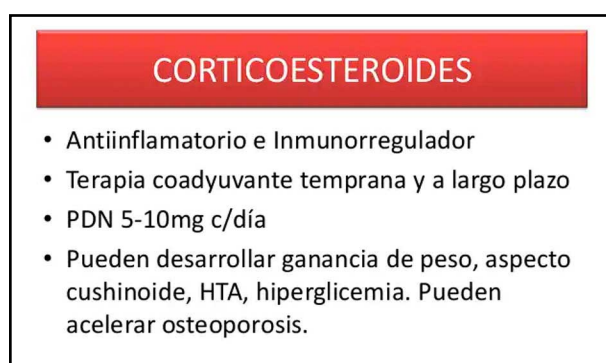 CORTICOESTEROIDES
• Antiinflamatorio e Inmunorregulador
• Terapia coadyuvante temprana y a largo plazo
• PDN 5-10mg c/día
• Pueden desarrollar ganancia de peso, aspecto
cushinoide, HTA, hiperglicemia. Pueden
acelerar osteoporosis.